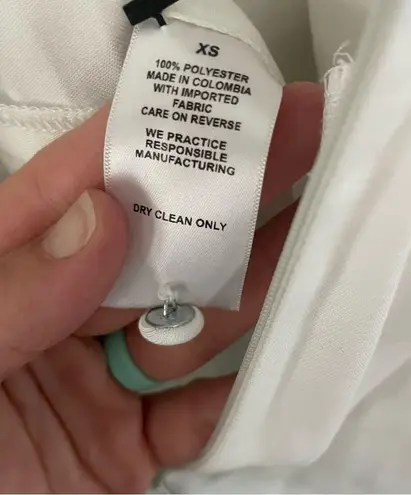 XS
100% POLYESTER
MADE IN COLOMBIA
WITH IMPORTED
FABRIC
CARE ON REVERSE
WE PRACTICE
RESPONSIBLE
MANUFACTURING
DRY CLEAN ONLY